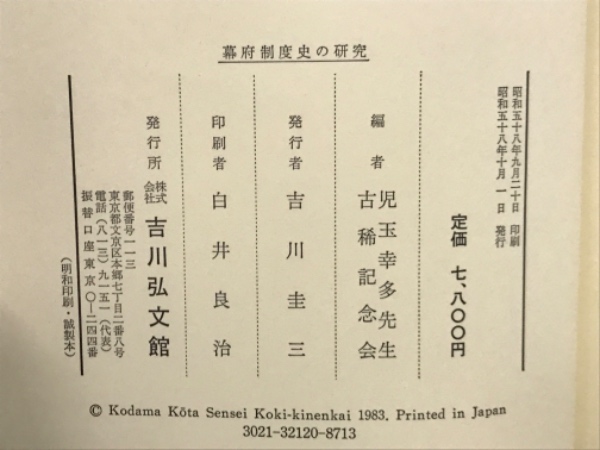 幕府制度史の研究
昭和五十八年九月二十日 印刷
昭和五十八年十月 一日 発行
定価 七、八〇〇円
編者
児玉幸多先生
古稀記念会
発行者 吉川圭三
印刷者 白井良治
発行所 株式会社 吉川弘文館
郵便番号一一三
東京都文京区本郷七丁目二番八号
電話(八一三)九一五一(代表)
振替口座東京〇—二四四番
(明和印刷・誠製本)
© Kodama Kōta Sensei Koki-kinenkai 1983. Printed in Japan
3021-32120-8713